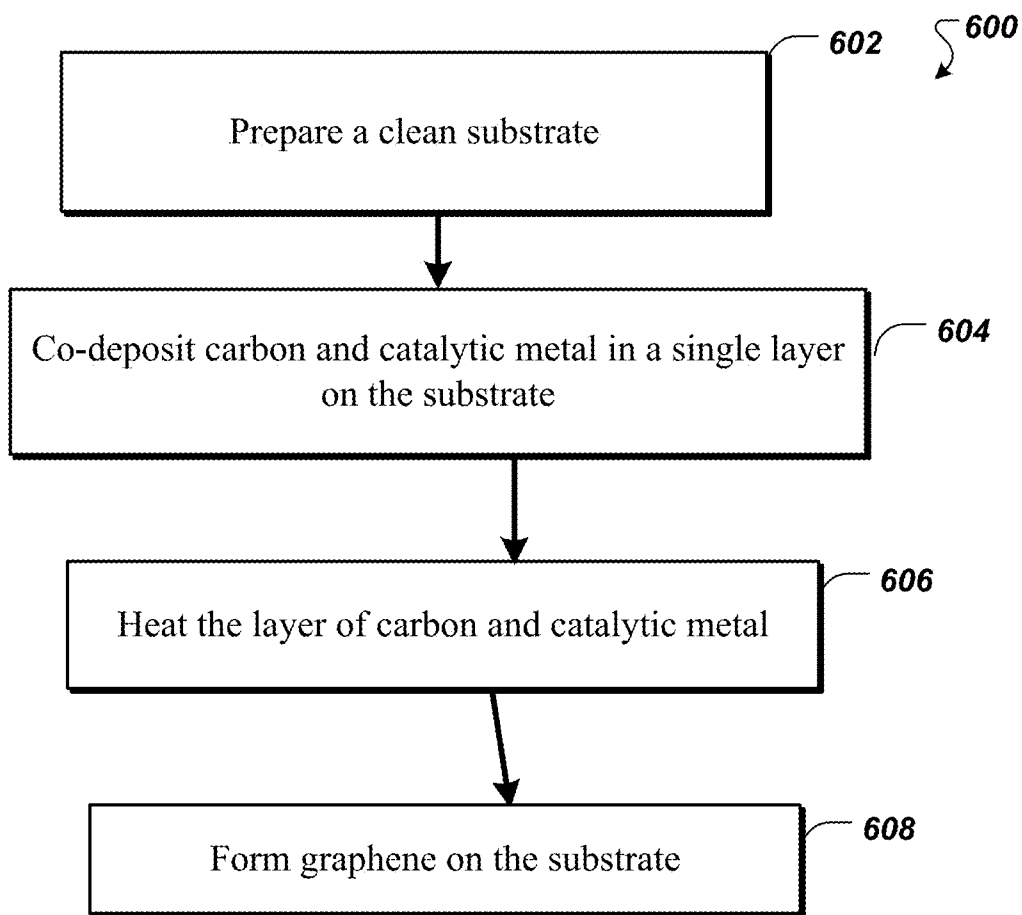 600
602
Prepare a clean substrate
604
Co-deposit carbon and catalytic metal in a single layer
on the substrate
606
Heat the layer of carbon and catalytic metal
608
Form graphene on the substrate